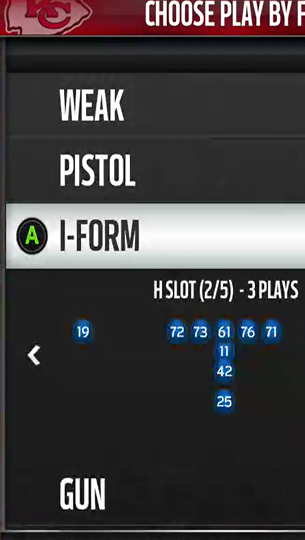 KC
CHOOSE PLAY BY F
WEAK
PISTOL
A I-FORM
H SLOT (2/5) - 3 PLAYS
19 72 73 61 76 71
11
42
25
GUN